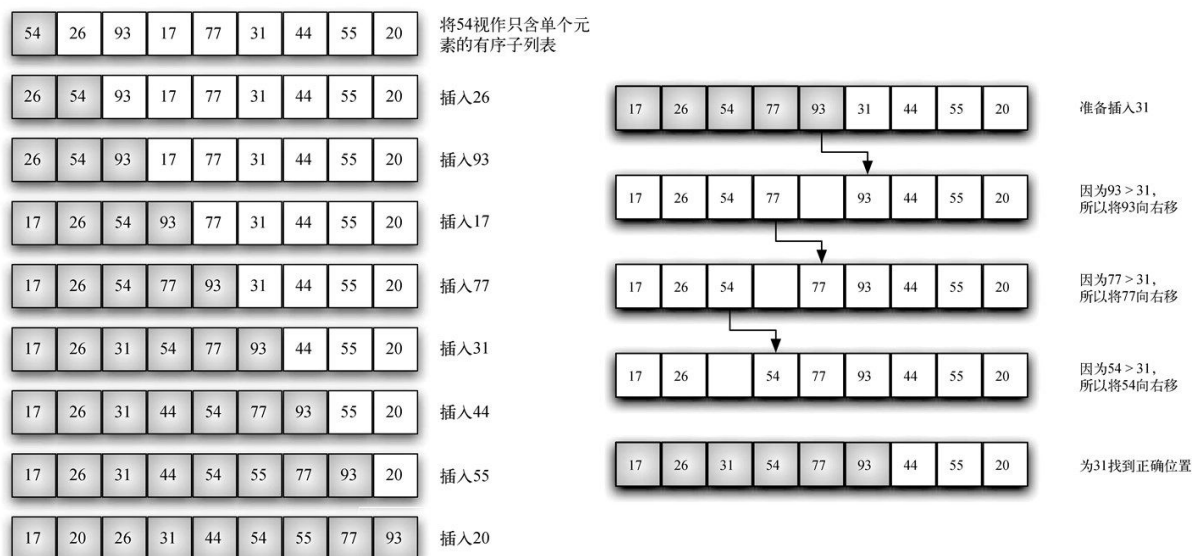 54 26 93 17 77 31 44 55 20
将54视作只含单个元
素的有序子列表
26 54 93 17 77 31 44 55 20
插入26
26 54 93 17 77 31 44 55 20
插入93
17 26 54 93 77 31 44 55 20
插入17
17 26 54 77 93 31 44 55 20
插入77
17 26 31 54 77 93 44 55 20
插入31
17 26 31 44 54 77 93 55 20
插入44
17 26 31 44 54 55 77 93 20
插入55
17 20 26 31 44 54 55 77 93
插入20
17 26 54 77 93 31 44 55 20
准备插入31
17 26 54 77 93 44 55 20
因为93 > 31，
所以将93向右移
17 26 54 77 93 44 55 20
因为77 > 31，
所以将77向右移
17 26 54 77 93 44 55 20
因为54 > 31，
所以将54向右移
17 26 31 54 77 93 44 55 20
为31找到正确位置